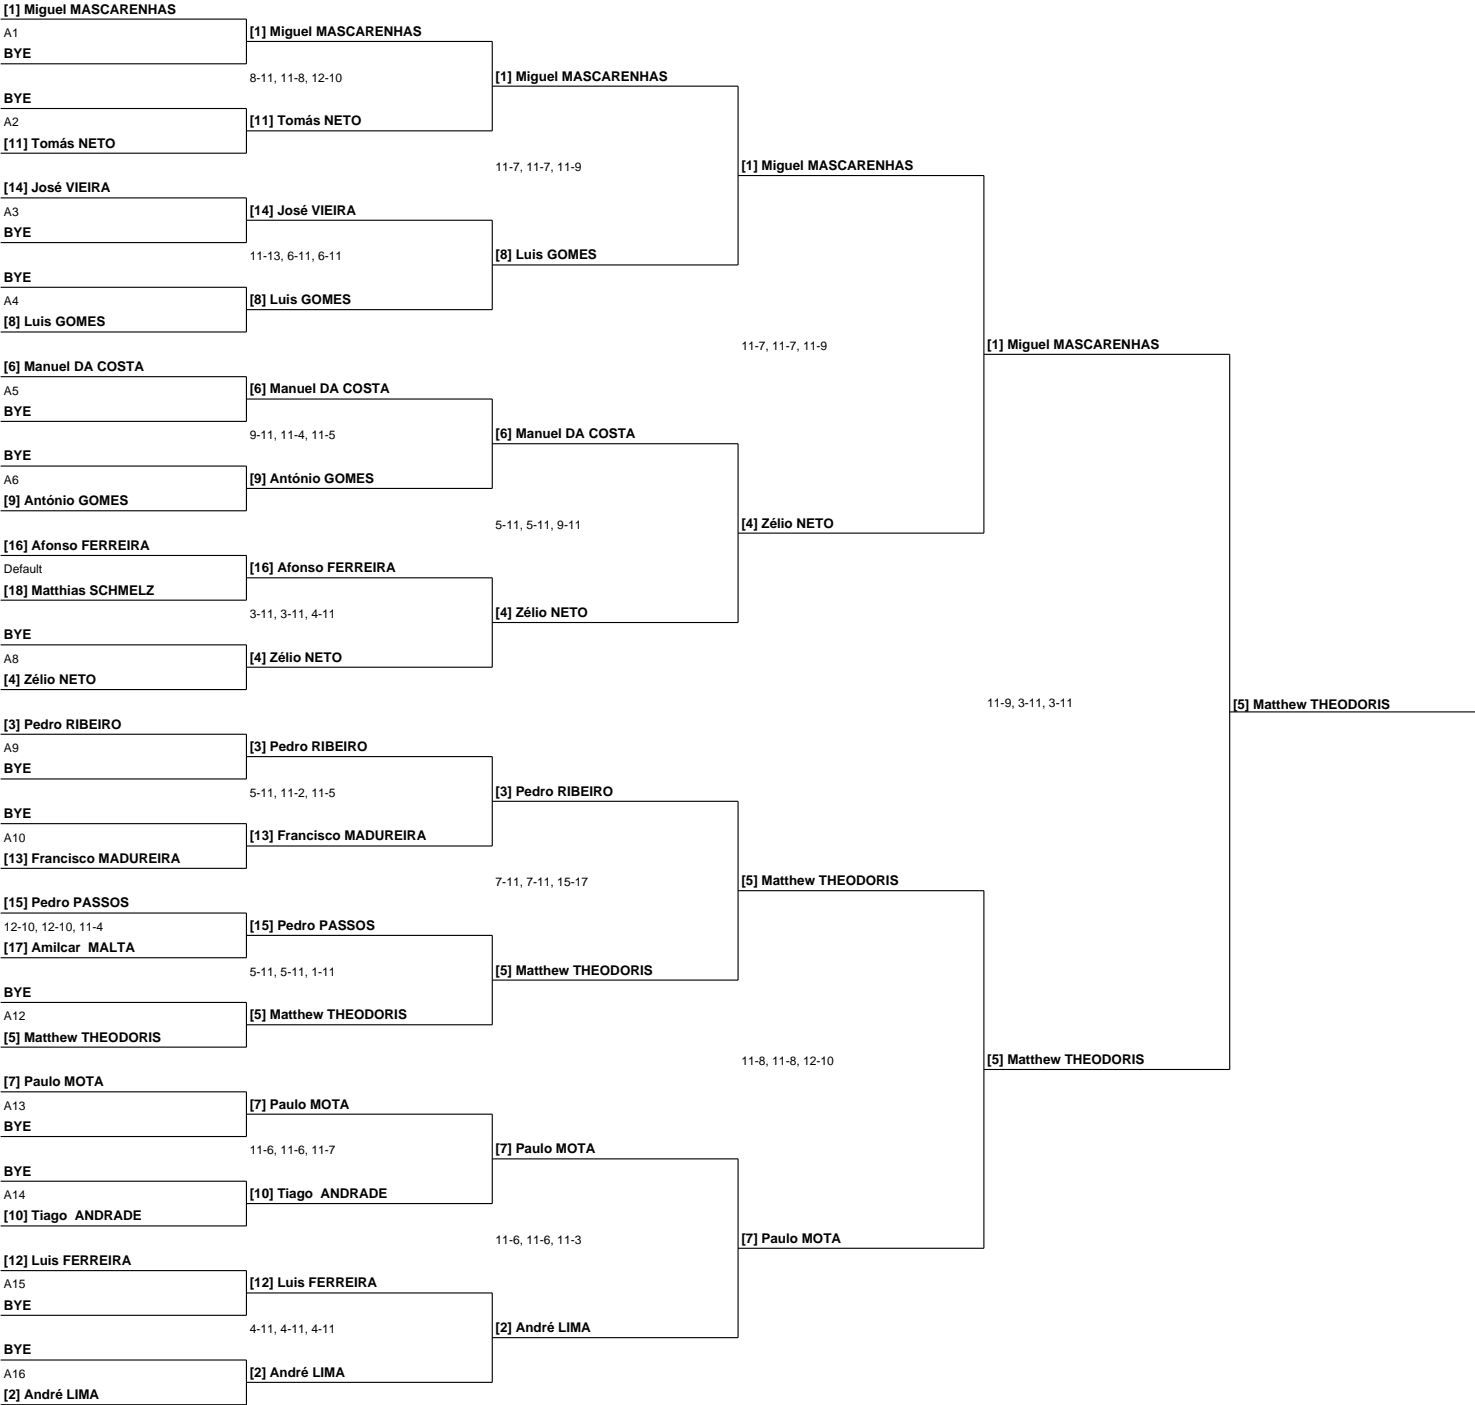 [1] Miguel MASCARENHAS
A1
BYE
BYE
A2
[11] Tomás NETO
[14] José VIEIRA
A3
BYE
BYE
A4
[8] Luis GOMES
[6] Manuel DA COSTA
A5
BYE
BYE
A6
[9] António GOMES
[16] Afonso FERREIRA
Default
[18] Matthias SCHMELZ
BYE
A8
[4] Zélio NETO
[3] Pedro RIBEIRO
A9
BYE
BYE
A10
[13] Francisco MADUREIRA
[15] Pedro PASSOS
12-10, 12-10, 11-4
[17] Amilcar  MALTA
BYE
A12
[5] Matthew THEODORIS
[7] Paulo MOTA
A13
BYE
BYE
A14
[10] Tiago  ANDRADE
[12] Luis FERREIRA
A15
BYE
BYE
A16
[2] André LIMA
[1] Miguel MASCARENHAS
8-11, 11-8, 12-10
[11] Tomás NETO
[14] José VIEIRA
11-13, 6-11, 6-11
[8] Luis GOMES
[6] Manuel DA COSTA
9-11, 11-4, 11-5
[9] António GOMES
[16] Afonso FERREIRA
3-11, 3-11, 4-11
[4] Zélio NETO
[3] Pedro RIBEIRO
5-11, 11-2, 11-5
[13] Francisco MADUREIRA
[15] Pedro PASSOS
5-11, 5-11, 1-11
[5] Matthew THEODORIS
[7] Paulo MOTA
11-6, 11-6, 11-7
[10] Tiago  ANDRADE
[12] Luis FERREIRA
4-11, 4-11, 4-11
[2] André LIMA
[1] Miguel MASCARENHAS
11-7, 11-7, 11-9
[8] Luis GOMES
[6] Manuel DA COSTA
5-11, 5-11, 9-11
[4] Zélio NETO
[3] Pedro RIBEIRO
7-11, 7-11, 15-17
[5] Matthew THEODORIS
[7] Paulo MOTA
11-6, 11-6, 11-3
[2] André LIMA
[1] Miguel MASCARENHAS
11-7, 11-7, 11-9
[4] Zélio NETO
[5] Matthew THEODORIS
11-8, 11-8, 12-10
[7] Paulo MOTA
[1] Miguel MASCARENHAS
11-9, 3-11, 3-11
[5] Matthew THEODORIS
[5] Matthew THEODORIS